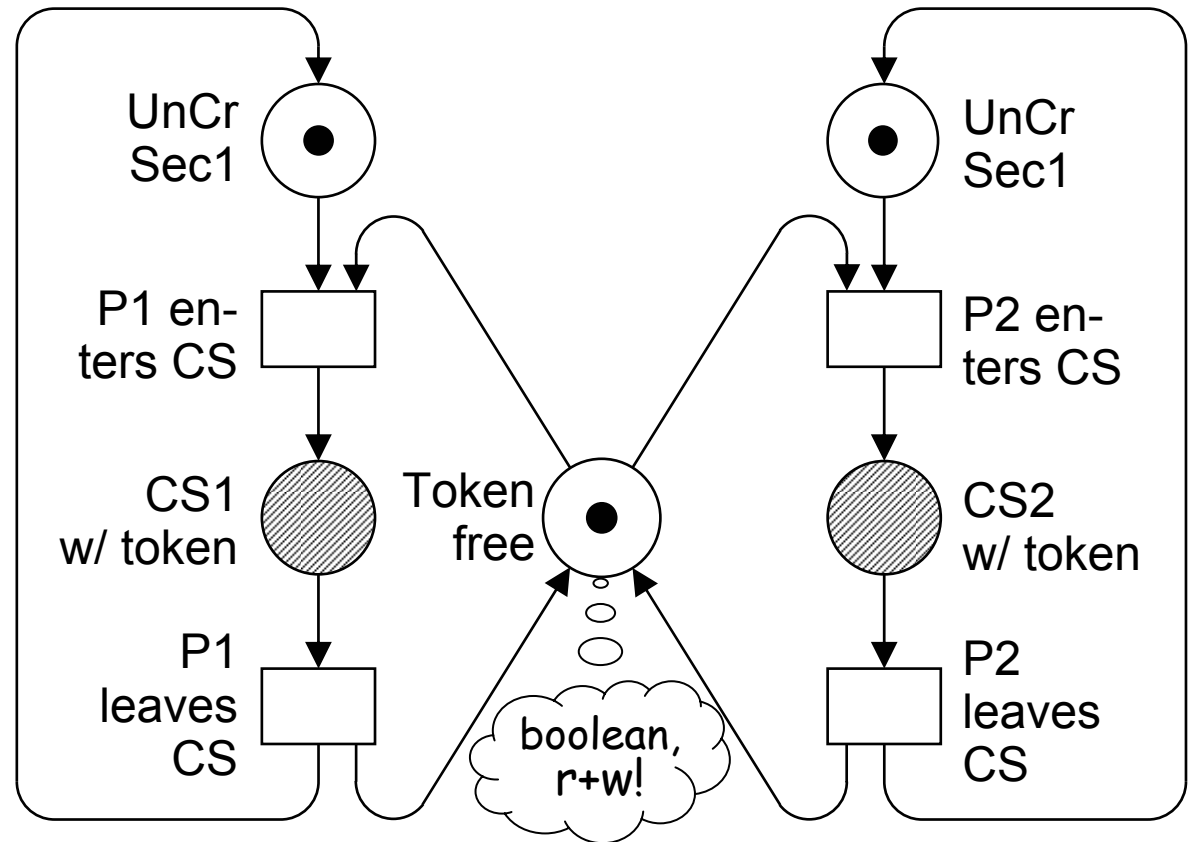 UnCr
Sec1
UnCr
Sec1
P1 en-
ters CS
P2 en-
ters CS
CS1
w/ token
Token
free
CS2
w/ token
P1
leaves
CS
boolean,
r+w!
P2
leaves
CS